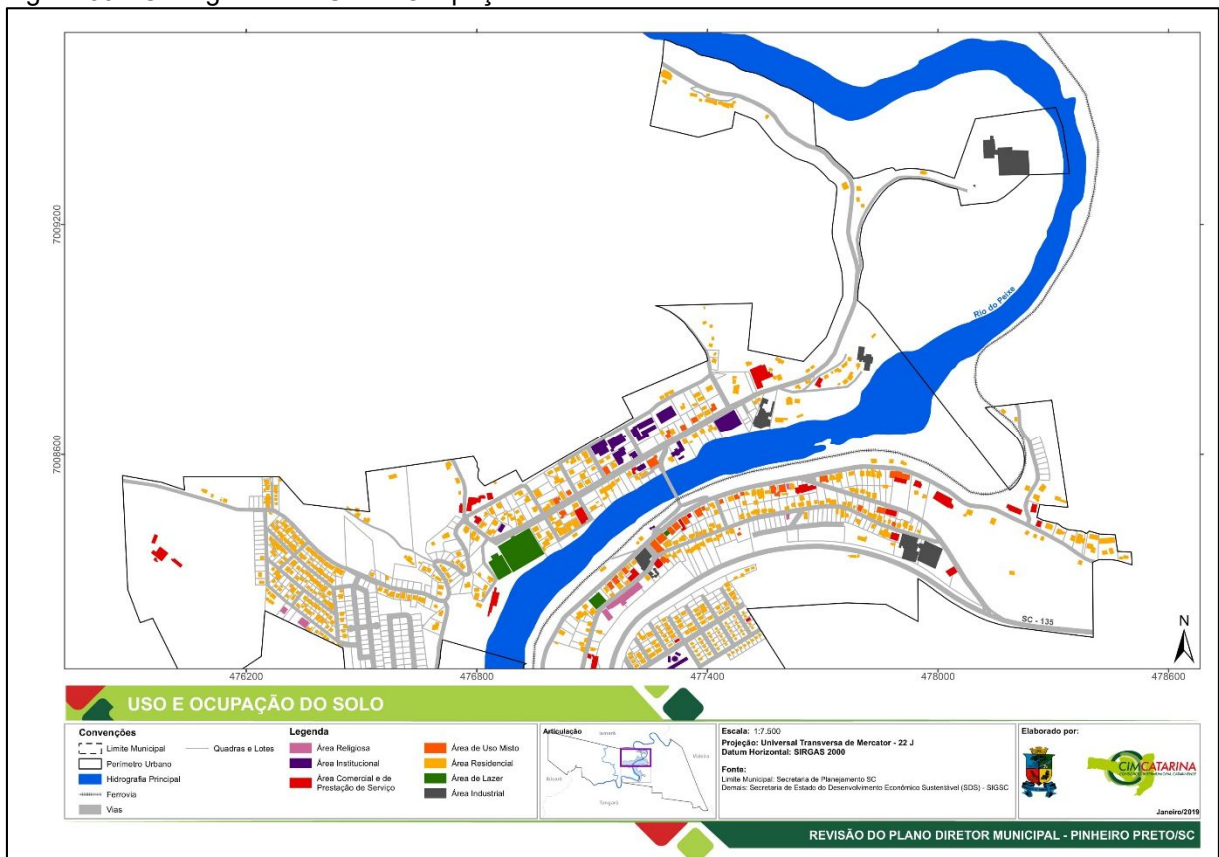 7009200
7008600
476200
476800
477400
478000
478600
Rio do Peixe
SC - 135
N
USO E OCUPAÇÃO DO SOLO
Convenções
Limite Municipal
Perímetro Urbano
Hidrografia Principal
Ferrovia
Vias
Quadras e Lotes
Legenda
Área Religiosa
Área Institucional
Área Comercial e de
Prestação de Serviço
Área de Uso Misto
Área Residencial
Área de Lazer
Área Industrial
Articulação
Videira
Tangará
Escala: 1:7.500
Projeção: Universal Transversa de Mercator - 22 J
Datum Horizontal: SIRGAS 2000
Fonte:
Limite Municipal: Secretaria de Planejamento SC
Demais: Secretaria de Estado do Desenvolvimento Econômico Sustentável (SDS) - SIGSC
Elaborado por:
CIMCATARINA
Janeiro/2019
REVISÃO DO PLANO DIRETOR MUNICIPAL - PINHEIRO PRETO/SC